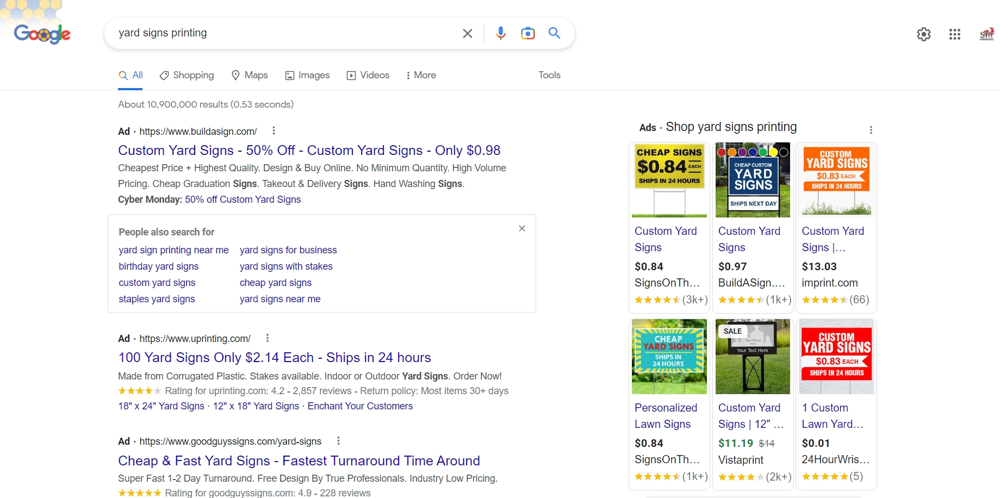 Google
yard signs printing
All
Shopping
Maps
Images
Videos
More
Tools
About 10,900,000 results (0.53 seconds)
Ad · https://www.buildasign.com/
Custom Yard Signs - 50% Off - Custom Yard Signs - Only $0.98
Cheapest Price + Highest Quality. Design & Buy Online. No Minimum Quantity. High Volume
Pricing. Cheap Graduation Signs. Takeout & Delivery Signs. Hand Washing Signs.
Cyber Monday: 50% off Custom Yard Signs
People also search for
yard sign printing near me
yard signs for business
birthday yard signs
yard signs with stakes
custom yard signs
cheap yard signs
staples yard signs
yard signs near me
Ad · https://www.uprinting.com/
100 Yard Signs Only $2.14 Each - Ships in 24 hours
Made from Corrugated Plastic. Stakes available. Indoor or Outdoor Yard Signs. Order Now!
Rating for uprinting.com: 4.2 - 2,857 reviews - Return policy: Most items 30+ days
18" x 24" Yard Signs · 12" x 18" Yard Signs · Enchant Your Customers
Ad · https://www.goodguyssigns.com/yard-signs
Cheap & Fast Yard Signs - Fastest Turnaround Time Around
Super Fast 1-2 Day Turnaround. Free Design By True Professionals. Industry Low Pricing.
Rating for goodguyssigns.com: 4.9 - 228 reviews
STR
Ads · Shop yard signs printing
CHEAP SIGNS
$0.84 EACH
SHIPS IN 24 HOURS
Custom Yard
Signs
$0.84
SignsOnTh...
(3k+)
CHEAP CUSTOM
YARD
SIGNS
SHIPS NEXT DAY
Custom Yard
Signs
$0.97
BuildASign....
(1k+)
CUSTOM
YARD SIGNS
$0.83 EACH
SHIPS IN 24 HOURS
Custom Yard
Signs |...
$13.03
imprint.com
(66)
CHEAP
YARD SIGNS
SHIPS IN
24 HOURS
Personalized
Lawn Signs
$0.84
SignsOnTh...
(1k+)
SALE
Your Photo
Here
Your Text Here
Custom Yard
Signs | 12" ...
$11.19 $14
Vistaprint
(2k+)
CUSTOM
YARD SIGNS
$0.83 EACH
SHIPS IN 24 HOURS
1 Custom
Lawn Yard...
$0.01
24HourWris...
(5)